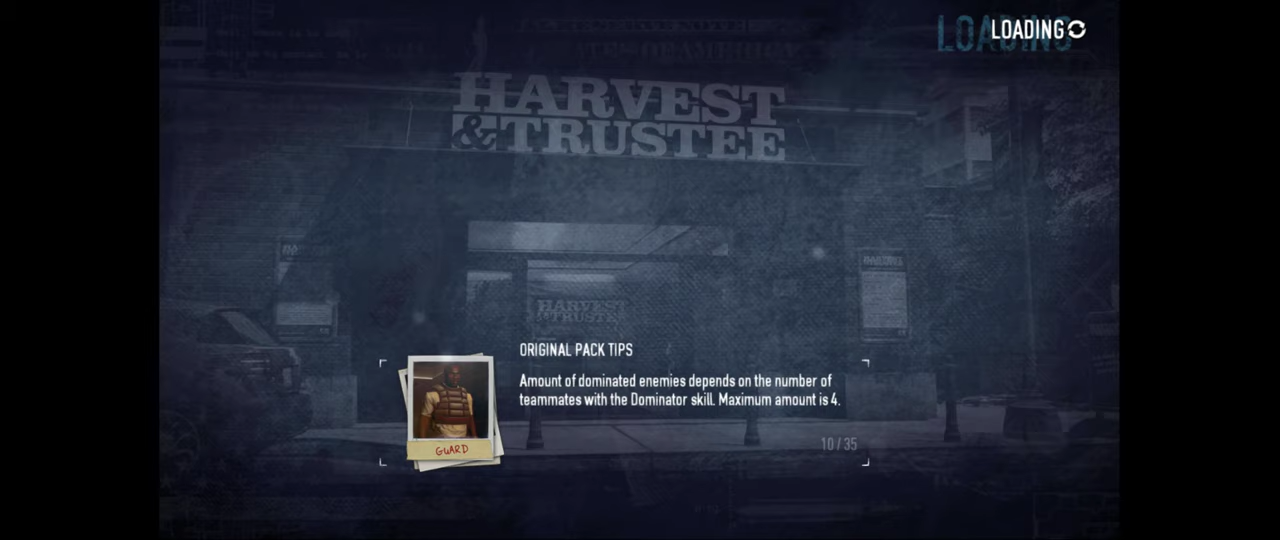 LOADING
LOADING
HARVEST
&TRUSTEE
HARVEST
&TRUSTEE
ORIGINAL PACK TIPS
Amount of dominated enemies depends on the number of
teammates with the Dominator skill. Maximum amount is 4.
GUARD
10 / 35